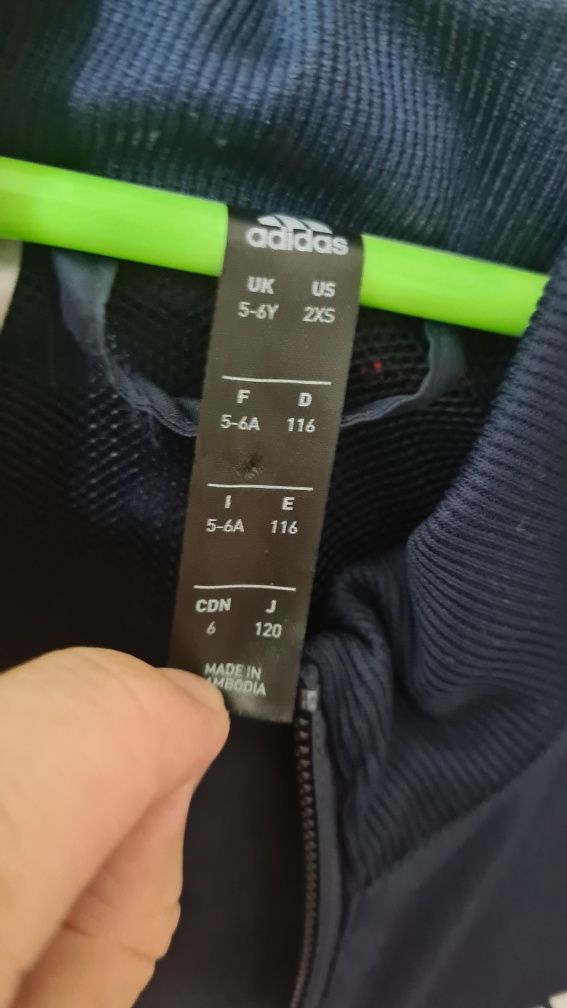 adidas
UK US
5-6Y 2XS
F D
5-6A 116
I E
5-6A 116
CDN J
6 120
MADE IN
AMBODIA